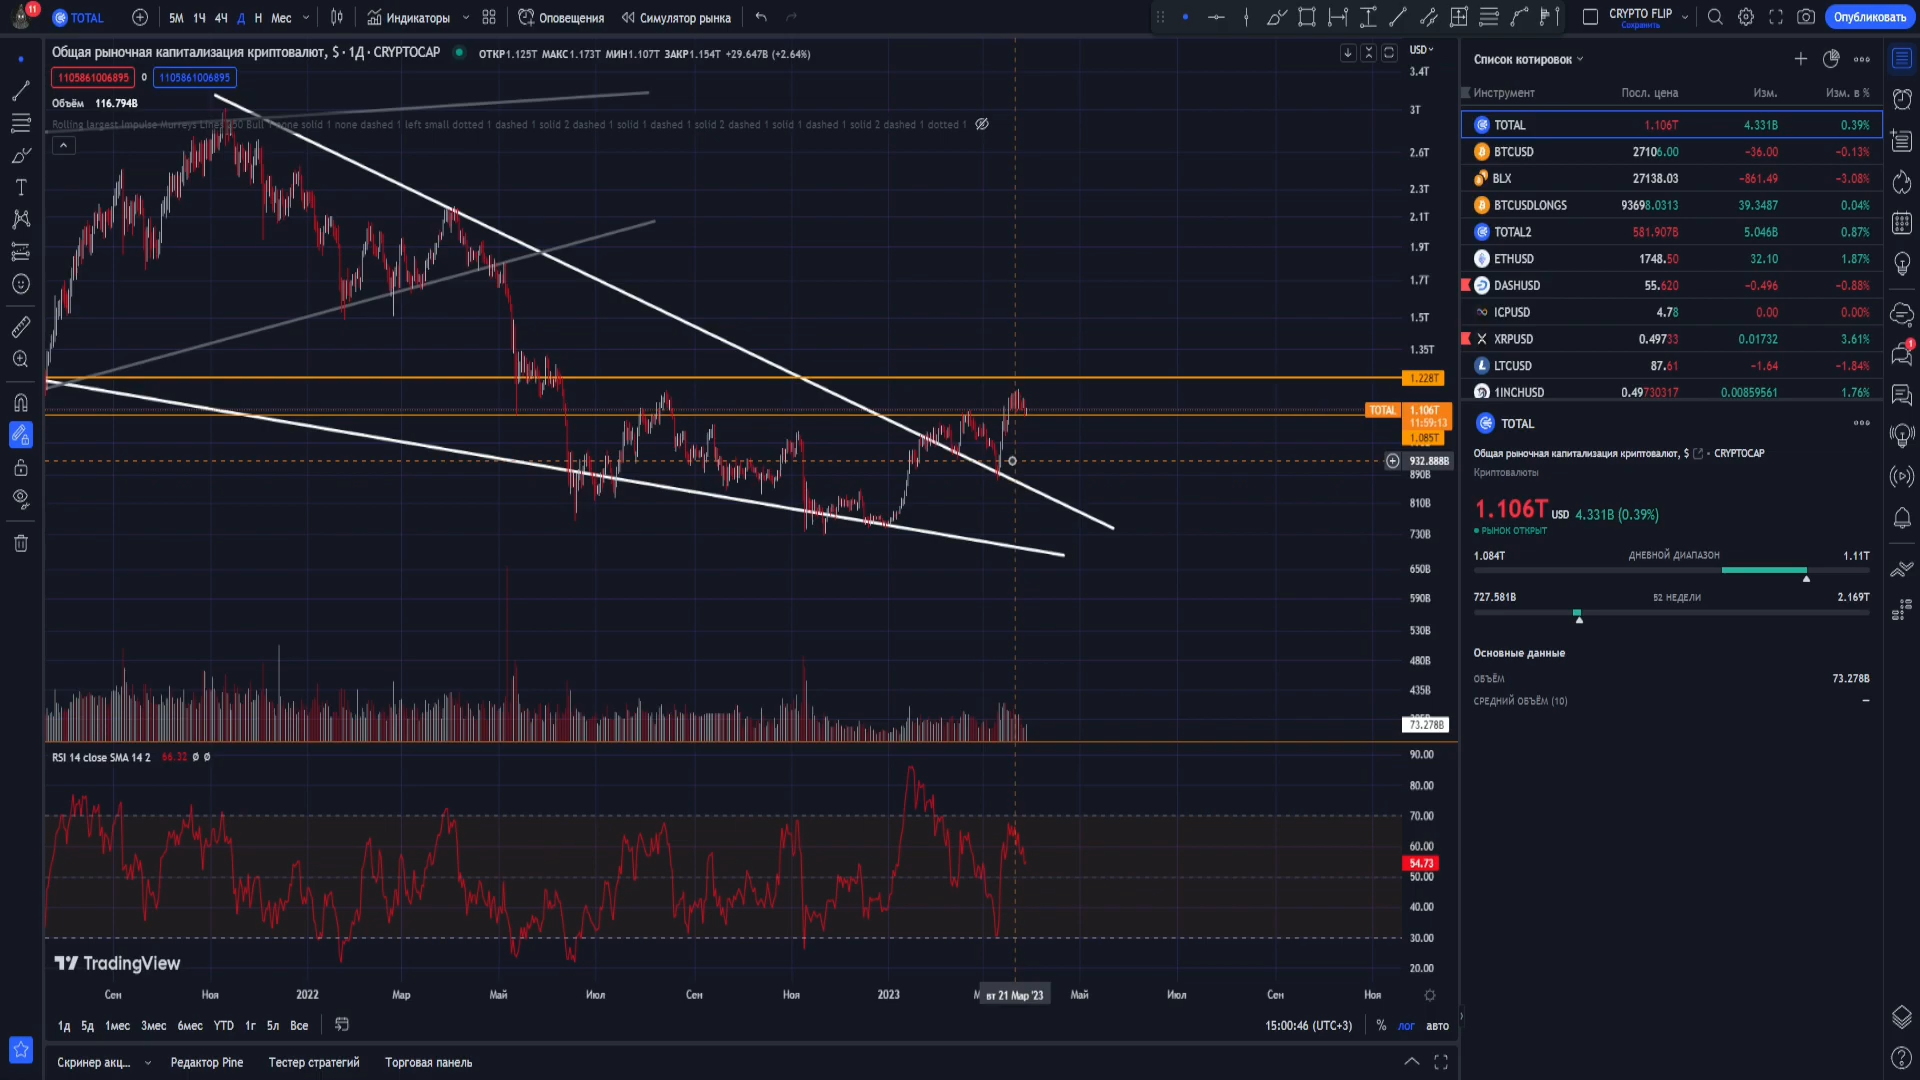 11
TOTAL
5М 1Ч 4Ч Д Н Мес
Индикаторы
Оповещения
Симулятор рынка
CRYPTO FLIP
Сохранить
Опубликовать
Общая рыночная капитализация криптовалют, $ · 1Д · CRYPTOCAP
ОТКР1.125T МАКС1.173T МИН1.107T ЗАКР1.154T +29.647B (+2.64%)
1105861006895 0 1105861006895
Объём 116.794B
USD
3.4T
3T
2.6T
2.3T
2.1T
1.9T
1.7T
1.5T
1.35T
1.228T
TOTAL 1.106T
11:59:13
1.085T
932.888B
890B
810B
730B
650B
590B
530B
480B
435B
73.278B
RSI 14 close SMA 14 2 66.32 Ø Ø
90.00
80.00
70.00
60.00
54.73
50.00
40.00
30.00
20.00
TradingView
Сен Ноя 2022 Мар Май Июл Сен Ноя 2023 вт 21 Мар '23 Май Июл Сен Ноя
1д 5д 1мес 3мес 6мес YTD 1г 5л Все
15:00:46 (UTC+3) % лог авто
Скринер акц... Редактор Pine Тестер стратегий Торговая панель
Список котировок
Инструмент Посл. цена Изм. Изм. в %
TOTAL 1.106T 4.331B 0.39%
BTCUSD 27106.00 −36.00 −0.13%
BLX 27138.03 −861.49 −3.08%
BTCUSDLONGS 93698.0313 39.3487 0.04%
TOTAL2 581.907B 5.046B 0.87%
ETHUSD 1748.50 32.10 1.87%
DASHUSD 55.620 −0.496 −0.88%
ICPUSD 4.78 0.00 0.00%
XRPUSD 0.49733 0.01732 3.61%
LTCUSD 87.61 −1.64 −1.84%
1INCHUSD 0.49730317 0.00859561 1.76%
TOTAL
Общая рыночная капитализация криптовалют, $ • CRYPTOCAP
Криптовалюты
1.106T USD 4.331B (0.39%)
РЫНОК ОТКРЫТ
1.084T ДНЕВНОЙ ДИАПАЗОН 1.11T
727.581B 52 НЕДЕЛИ 2.169T
Основные данные
ОБЪЁМ 73.278B
СРЕДНИЙ ОБЪЁМ (10) —
1